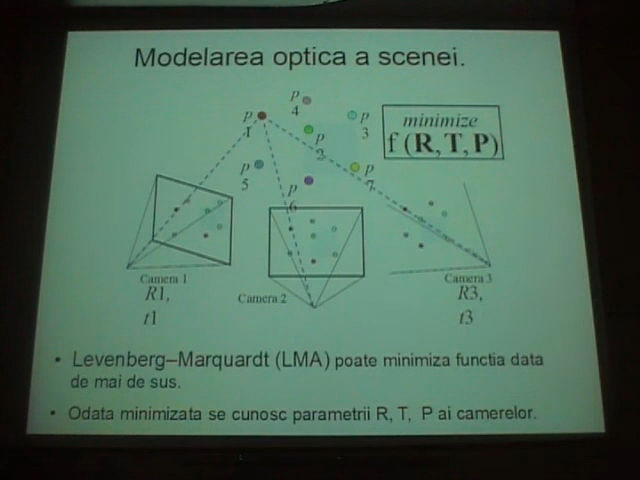 Modelarea optica a scenei.
p
4
p
1
p
3
p
2
minimize
f (R, T, P)
p
5
p
7
p
6
Camera 1
R1,
t1
Camera 2
Camera 3
R3,
t3
• Levenberg–Marquardt (LMA) poate minimiza functia data
de mai de sus.
• Odata minimizata se cunosc parametrii R, T, P ai camerelor.